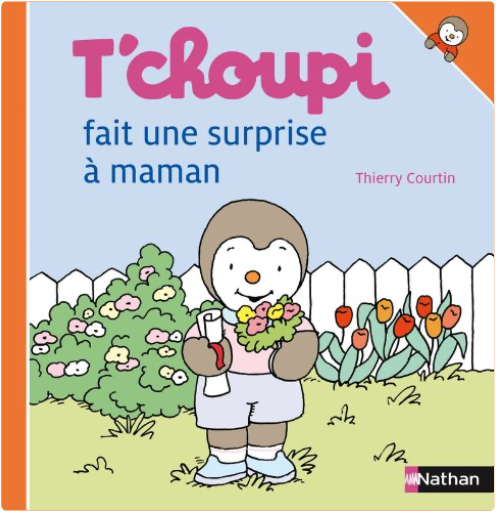 T'choupi
fait une surprise
à maman
Thierry Courtin
Nathan